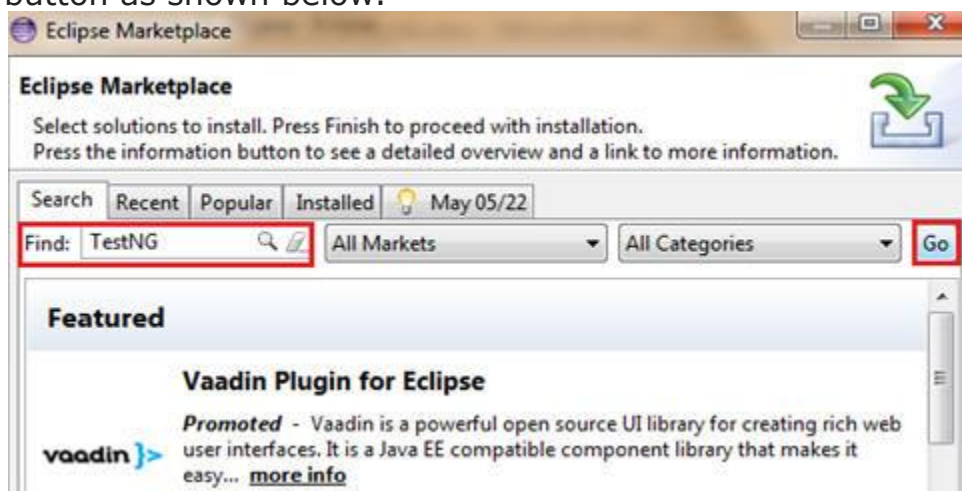 button as shown below.
Eclipse Marketplace
Eclipse Marketplace
Select solutions to install. Press Finish to proceed with installation.
Press the information button to see a detailed overview and a link to more information.
Search Recent Popular Installed May 05/22
Find: TestNG All Markets All Categories Go
Featured
Vaadin Plugin for Eclipse
Promoted - Vaadin is a powerful open source UI library for creating rich web
vaadin }> user interfaces. It is a Java EE compatible component library that makes it
easy... more info